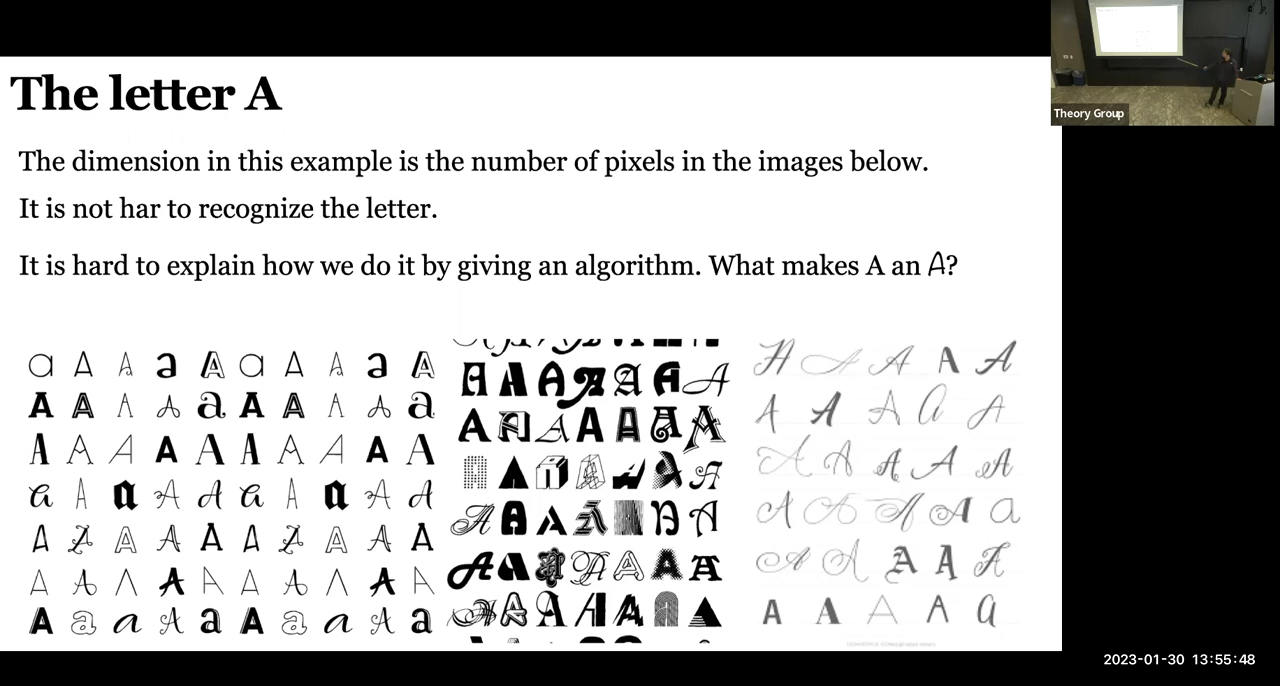 The letter A
Theory Group
The dimension in this example is the number of pixels in the images below.
It is not har to recognize the letter.
It is hard to explain how we do it by giving an algorithm. What makes A an A?
a A A a A a A A a A
A A A A a A A A A a
A A A A A A A A A A
a A a A a a A a A a
A A A A A A A A A A
A A A A A A A A A A
A a a A a A a a A a
A A A A A A A
A A A A A A A
A A A A A A A
A A A A A A A
A A A A A A A
A A A A A A A
A A A A A
A A A a A
A A A A A
A A A A a
A A A A A
A A A A a
2023-01-30 13:55:48